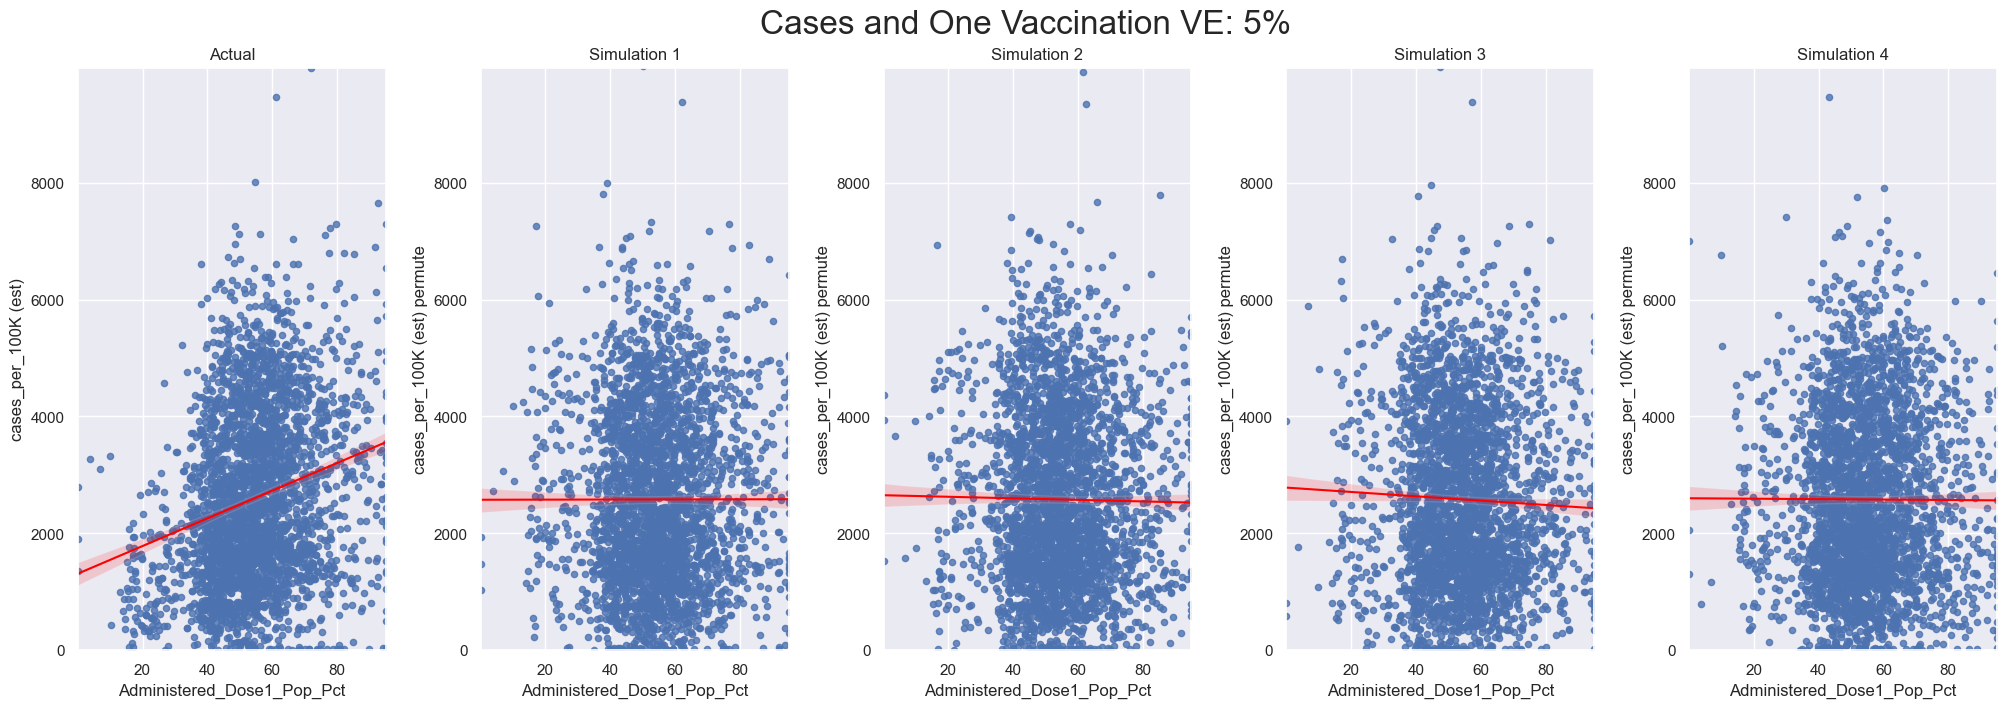 Cases and One Vaccination VE: 5%
Actual
8000
6000
4000
2000
0
20 40 60 80
cases_per_100K (est)
Administered_Dose1_Pop_Pct
Simulation 1
8000
6000
4000
2000
0
20 40 60 80
cases_per_100K (est) permute
Administered_Dose1_Pop_Pct
Simulation 2
8000
6000
4000
2000
0
20 40 60 80
cases_per_100K (est) permute
Administered_Dose1_Pop_Pct
Simulation 3
8000
6000
4000
2000
0
20 40 60 80
cases_per_100K (est) permute
Administered_Dose1_Pop_Pct
Simulation 4
8000
6000
4000
2000
0
20 40 60 80
cases_per_100K (est) permute
Administered_Dose1_Pop_Pct